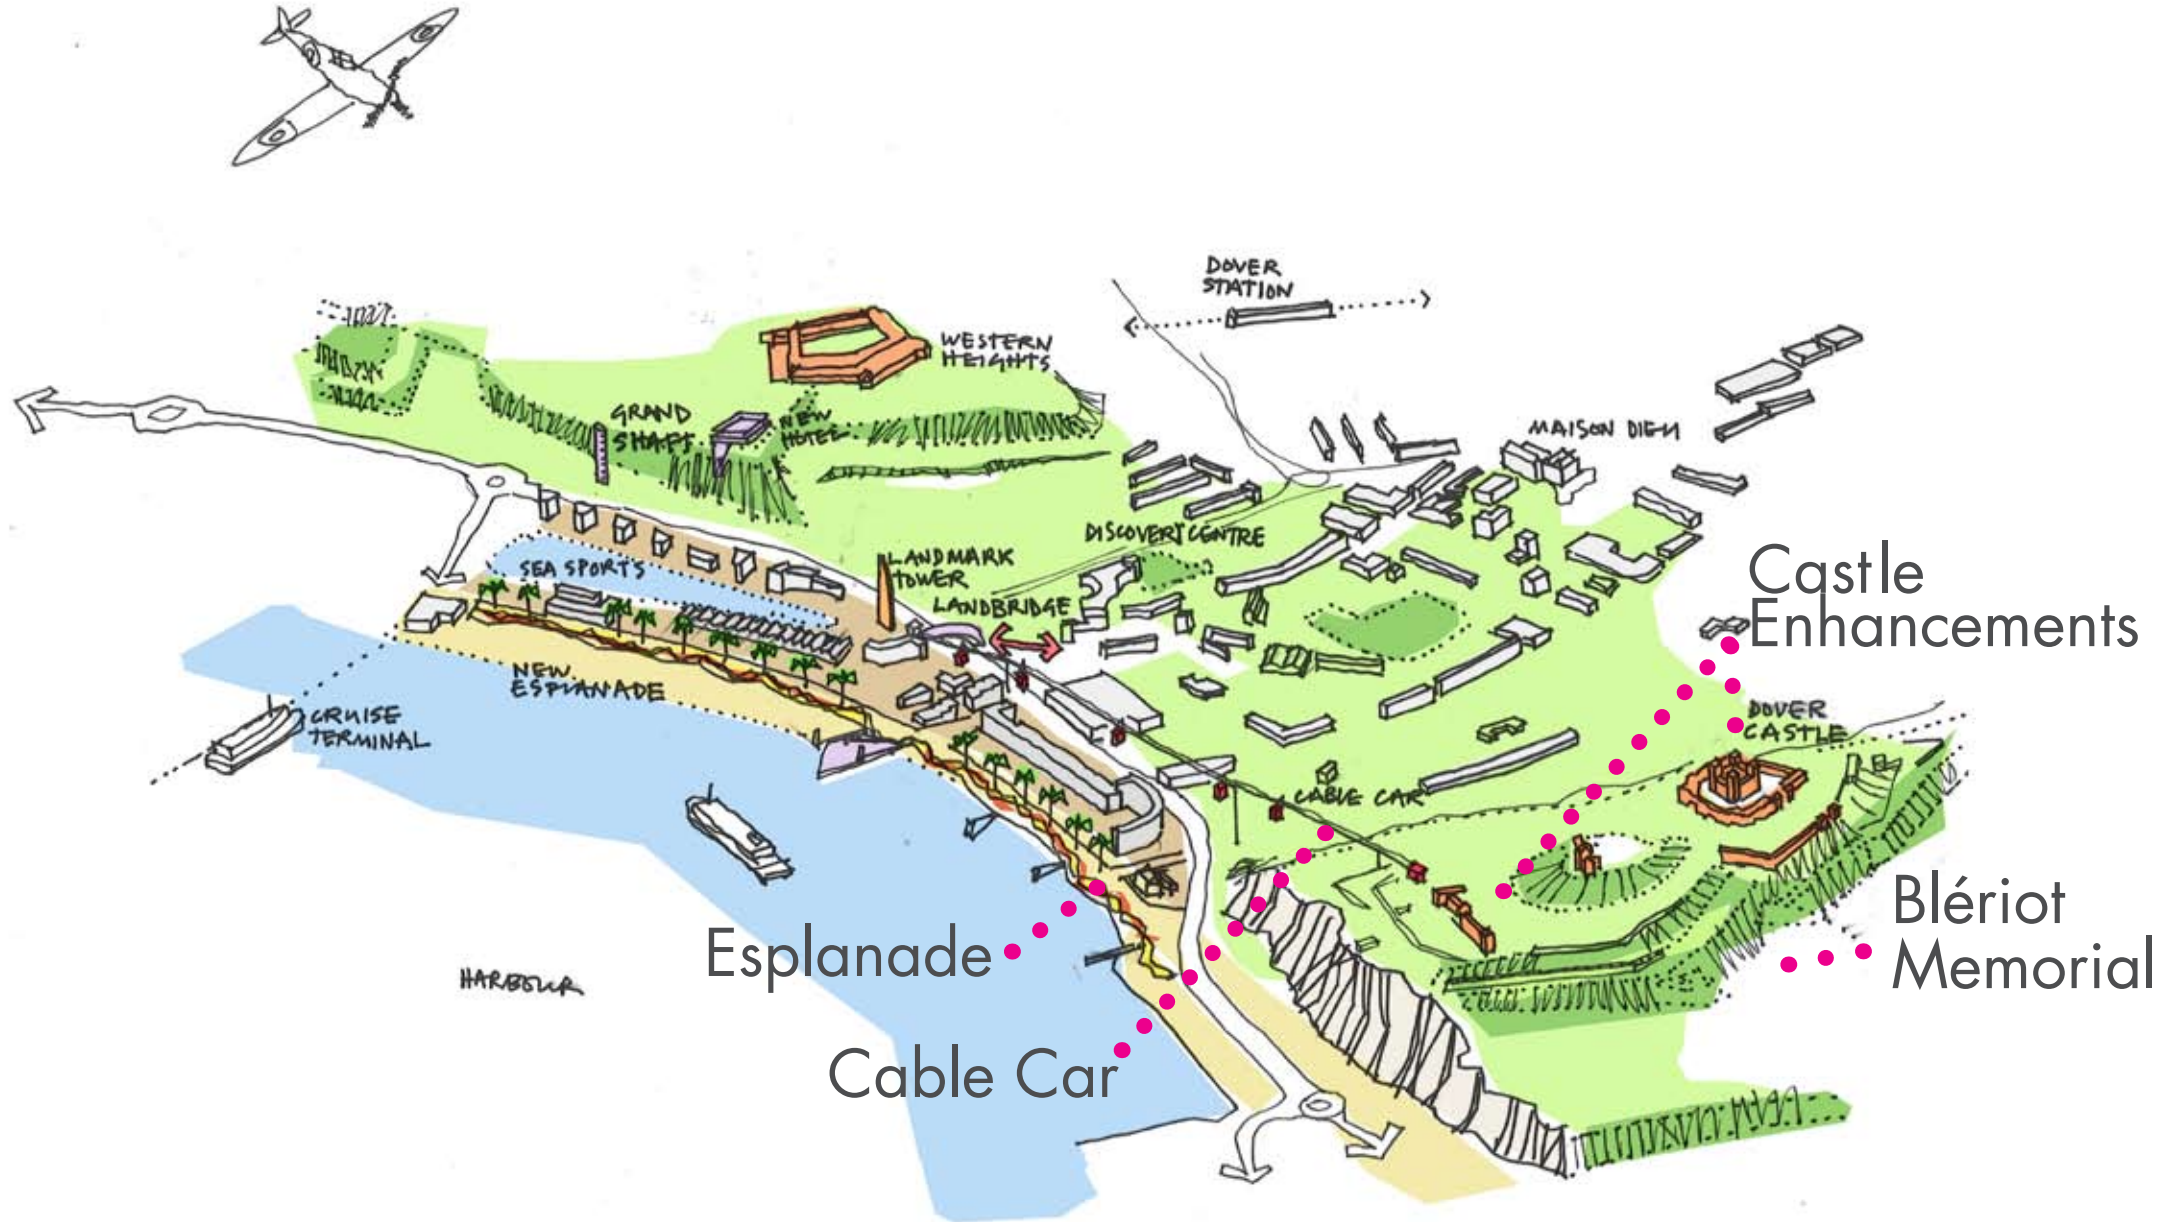 DOVER
STATION
WESTERN
HEIGHTS
GRAND
SHAFT
NEW
HOTEL
MAISON DIEU
DISCOVERY CENTRE
LANDMARK
TOWER
LANDBRIDGE
SEA SPORTS
NEW
ESPLANADE
CRUISE
TERMINAL
Castle
Enhancements
DOVER
CASTLE
CABLE CAR
Blériot
Memorial
Esplanade
HARBOUR
Cable Car